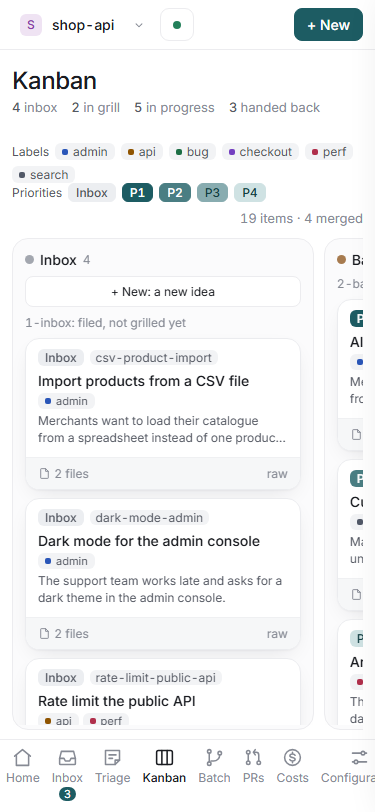 S shop-api
+ New
Kanban
4 inbox 2 in grill 5 in progress 3 handed back
Labels admin api bug checkout perf
search
Priorities Inbox P1 P2 P3 P4
19 items · 4 merged
Inbox 4
+ New: a new idea
1-inbox: filed, not grilled yet
Inbox csv-product-import
Import products from a CSV file
admin
Merchants want to load their catalogue
from a spreadsheet instead of one produc...
2 files raw
Inbox dark-mode-admin
Dark mode for the admin console
admin
The support team works late and asks for a
dark theme in the admin console.
2 files raw
Inbox rate-limit-public-api
Rate limit the public API
api perf
Home Inbox Triage Kanban Batch PRs Costs
3